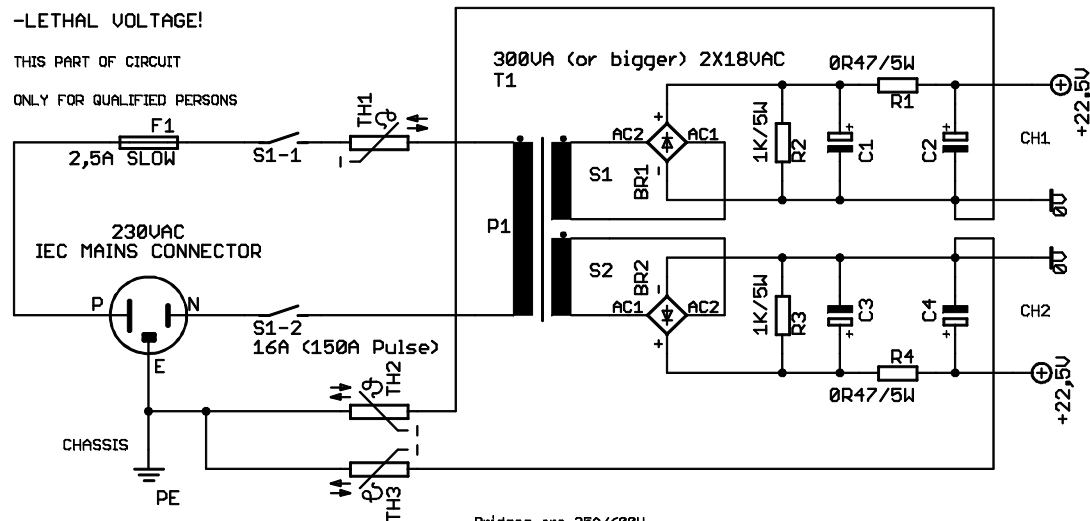 -LETHAL VOLTAGE!
THIS PART OF CIRCUIT
ONLY FOR QUALIFIED PERSONS
F1
2,5A SLOW
S1-1
TH1
300VA (or bigger) 2X18VAC
T1
0R47/5W
R1
+22,5V
AC2
+
AC1
-
BR1
S1
1K/5W
R2
+
C1
C2
+
CH1
0V
P1
230VAC
IEC MAINS CONNECTOR
P
N
E
S1-2
16A (150A Pulse)
S2
BR2
-
AC1
AC2
+
1K/5W
R3
C3
+
C4
+
0V
CH2
R4
0R47/5W
+22,5V
TH2
CHASSIS
PE
TH3